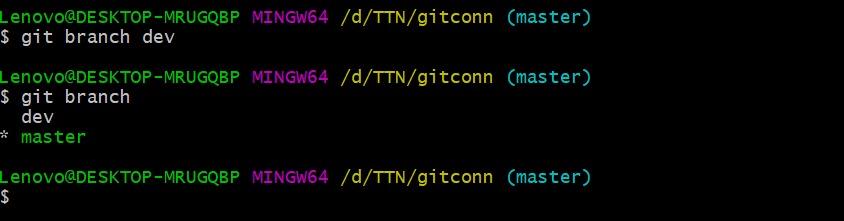 Lenovo@DESKTOP-MRUGQBP MINGW64 /d/TTN/gitconn (master)
$ git branch dev
Lenovo@DESKTOP-MRUGQBP MINGW64 /d/TTN/gitconn (master)
$ git branch
  dev
* master
Lenovo@DESKTOP-MRUGQBP MINGW64 /d/TTN/gitconn (master)
$